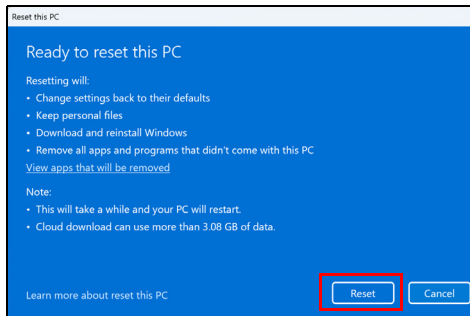 Reset this PC
Ready to reset this PC
Resetting will:
• Change settings back to their defaults
• Keep personal files
• Download and reinstall Windows
• Remove all apps and programs that didn't come with this PC
View apps that will be removed
Note:
• This will take a while and your PC will restart.
• Cloud download can use more than 3.08 GB of data.
Learn more about reset this PC
Reset
Cancel